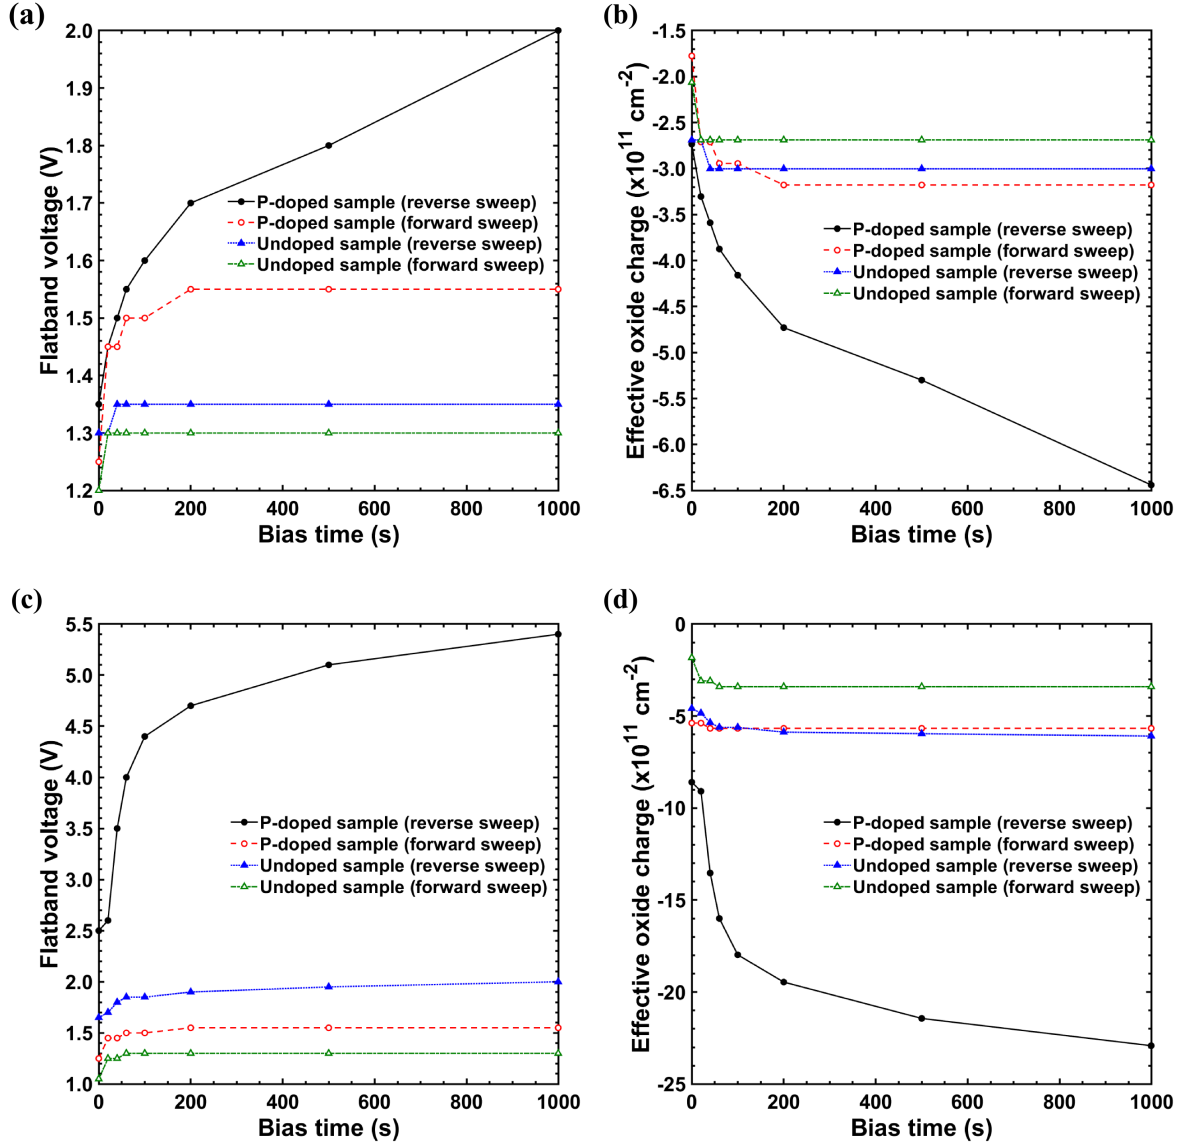 (a)
Flatband voltage (V)
2.0
1.9
1.8
1.7
1.6
1.5
1.4
1.3
1.2
P-doped sample (reverse sweep)
P-doped sample (forward sweep)
Undoped sample (reverse sweep)
Undoped sample (forward sweep)
0 200 400 600 800 1000
Bias time (s)
(b)
Effective oxide charge (x10^11 cm^-2)
-1.5
-2.0
-2.5
-3.0
-3.5
-4.0
-4.5
-5.0
-5.5
-6.0
-6.5
P-doped sample (reverse sweep)
P-doped sample (forward sweep)
Undoped sample (reverse sweep)
Undoped sample (forward sweep)
0 200 400 600 800 1000
Bias time (s)
(c)
Flatband voltage (V)
5.5
5.0
4.5
4.0
3.5
3.0
2.5
2.0
1.5
1.0
P-doped sample (reverse sweep)
P-doped sample (forward sweep)
Undoped sample (reverse sweep)
Undoped sample (forward sweep)
0 200 400 600 800 1000
Bias time (s)
(d)
Effective oxide charge (x10^11 cm^-2)
0
-5
-10
-15
-20
-25
P-doped sample (reverse sweep)
P-doped sample (forward sweep)
Undoped sample (reverse sweep)
Undoped sample (forward sweep)
0 200 400 600 800 1000
Bias time (s)